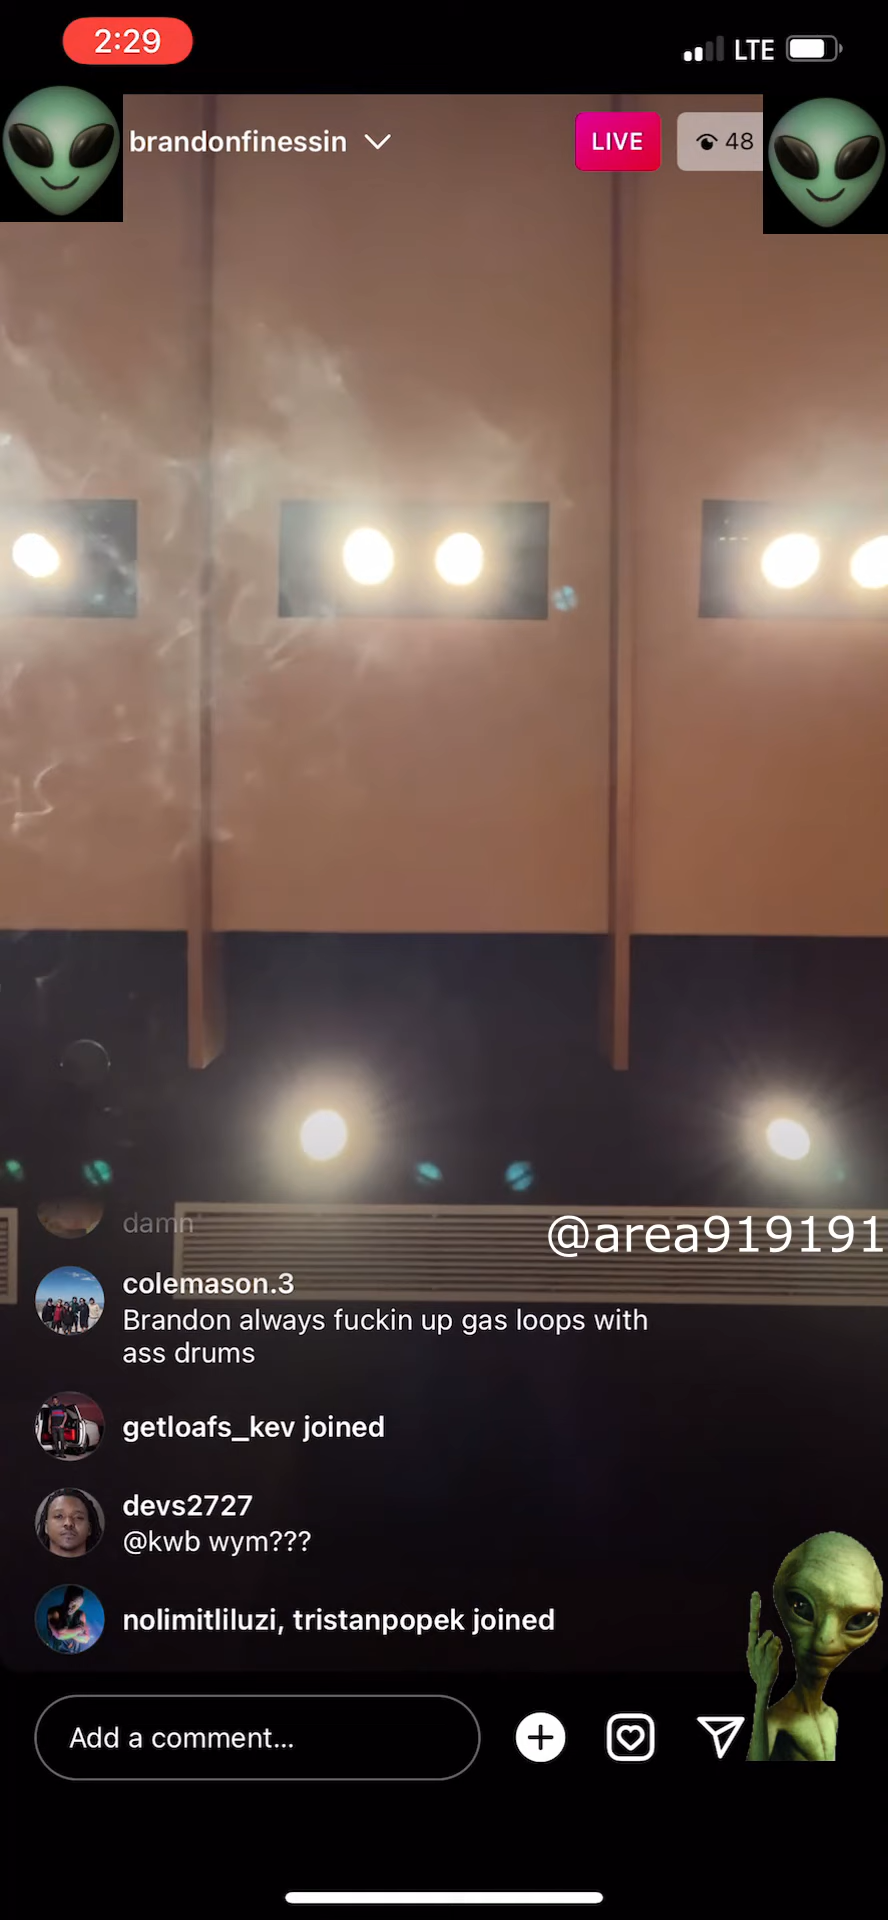 2:29
LTE
brandonfinessin
LIVE
48
damn
@area919191
colemason.3
Brandon always fuckin up gas loops with
ass drums
getloafs_kev joined
devs2727
@kwb wym???
nolimitliluzi, tristanpopek joined
Add a comment...